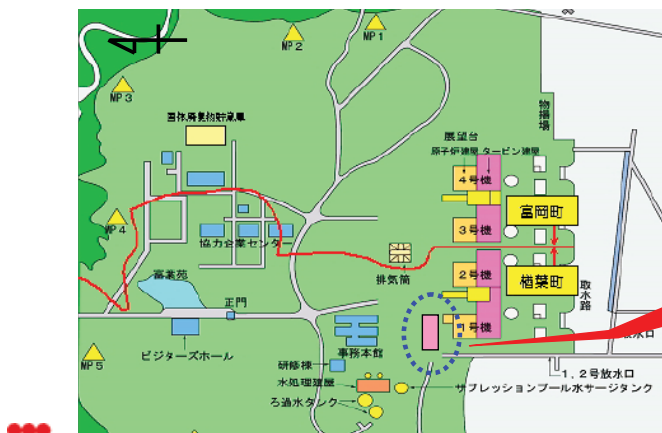 MP1
MP2
MP3
物揚場
固体廃棄物貯蔵庫
展望台
原子炉建屋 タービン建屋
4号機
富岡町
MP4
3号機
協力企業センター
排気筒
2号機
楢葉町
富業苑
正門
取水路
1号機
放水口
事務本館
ビジターズホール
MP5
研修棟
1，2号放水口
水処理建屋
サプレッションプール水サージタンク
ろ過水タンク